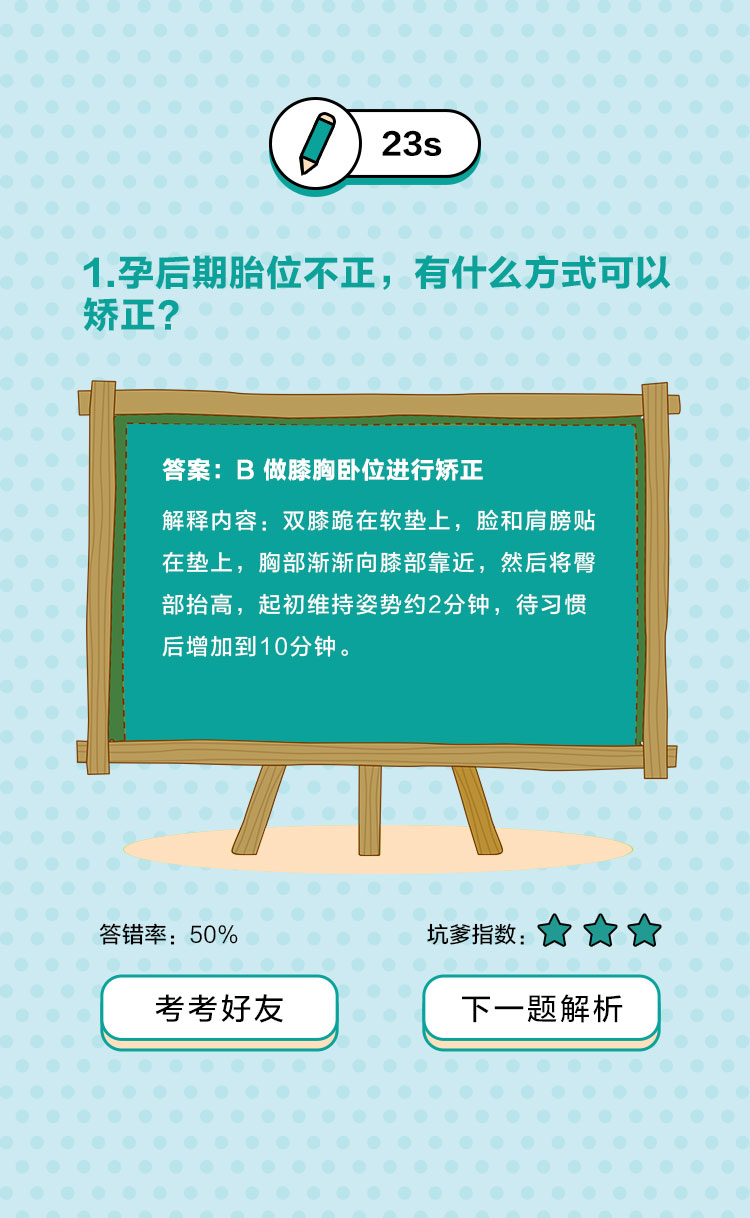 23s
1.孕后期胎位不正，有什么方式可以
矫正？
答案：B 做膝胸卧位进行矫正
解释内容：双膝跪在软垫上，脸和肩膀贴
在垫上，胸部渐渐向膝部靠近，然后将臀
部抬高，起初维持姿势约2分钟，待习惯
后增加到10分钟。
答错率：50%
坑爹指数：
考考好友
下一题解析